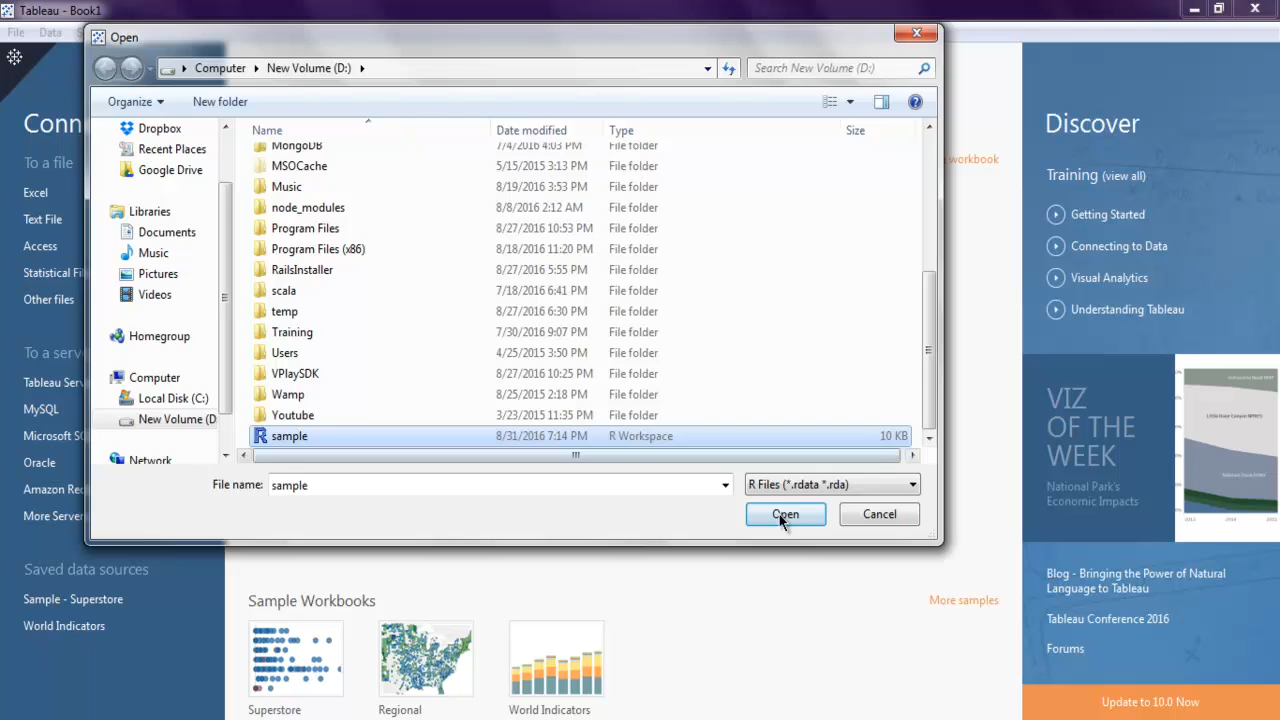 Tableau - Book1
File Data
Open
Computer New Volume (D:)
Search New Volume (D:)
Organize New folder
Name Date modified Type Size
Dropbox
Recent Places
Google Drive
Libraries
Documents
Music
Pictures
Videos
Homegroup
Computer
Local Disk (C:)
New Volume (D
Network
MongoDB 7/4/2016 4:03 PM File folder
MSOCache 5/15/2015 3:13 PM File folder
Music 8/19/2016 3:53 PM File folder
node_modules 8/8/2016 2:12 AM File folder
Program Files 8/27/2016 10:53 PM File folder
Program Files (x86) 8/18/2016 11:20 PM File folder
RailsInstaller 8/27/2016 5:55 PM File folder
scala 7/18/2016 6:41 PM File folder
temp 8/27/2016 6:30 PM File folder
Training 7/30/2016 9:07 PM File folder
Users 4/25/2015 3:50 PM File folder
VPlaySDK 8/27/2016 10:25 PM File folder
Wamp 8/25/2015 2:18 PM File folder
Youtube 3/23/2015 11:35 PM File folder
sample 8/31/2016 7:14 PM R Workspace 10 KB
File name: sample R Files (*.rdata *.rda)
Open Cancel
Conn
To a file
Excel
Text File
Access
Statistical Fi
Other files
To a serv
Tableau Serv
MySQL
Microsoft SQ
Oracle
Amazon Re
More Server
Saved data sources
Sample - Superstore
World Indicators
workbook
Sample Workbooks More samples
Superstore Regional World Indicators
Discover
Training (view all)
Getting Started
Connecting to Data
Visual Analytics
Understanding Tableau
VIZ
OF THE
WEEK
National Park's
Economic Impacts
Blog - Bringing the Power of Natural
Language to Tableau
Tableau Conference 2016
Forums
Update to 10.0 Now